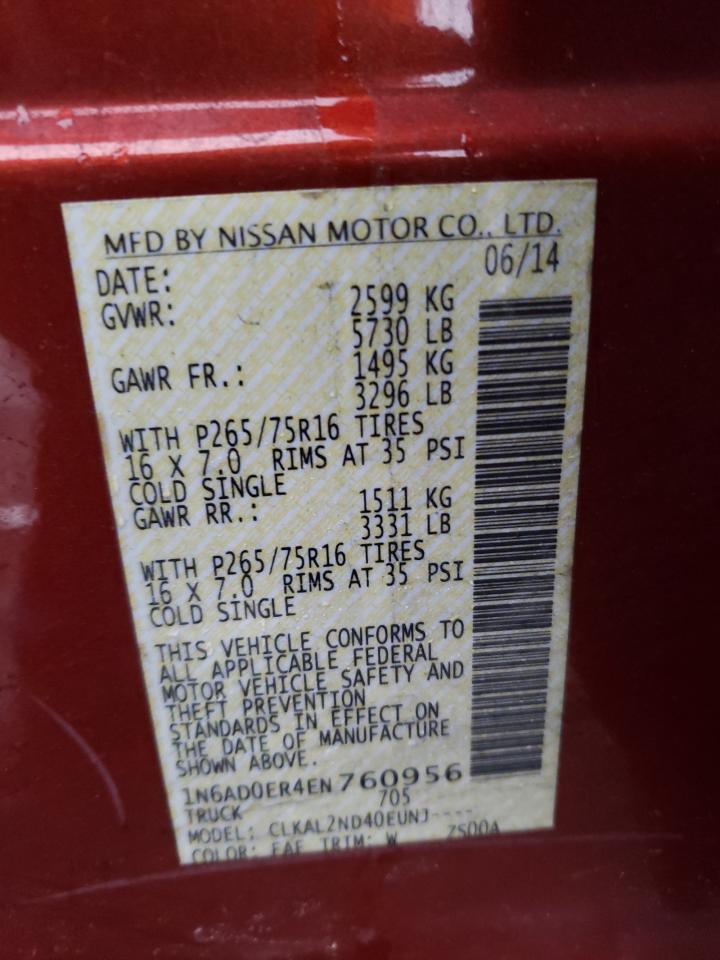 MFD BY NISSAN MOTOR CO., LTD.
DATE: 06/14
GVWR: 2599 KG
5730 LB
GAWR FR.: 1495 KG
3296 LB
WITH P265/75R16 TIRES
16 X 7.0 RIMS AT 35 PSI
COLD SINGLE
GAWR RR.: 1511 KG
3331 LB
WITH P265/75R16 TIRES
16 X 7.0 RIMS AT 35 PSI
COLD SINGLE
THIS VEHICLE CONFORMS TO
ALL APPLICABLE FEDERAL
MOTOR VEHICLE SAFETY AND
THEFT PREVENTION
STANDARDS IN EFFECT ON
THE DATE OF MANUFACTURE
SHOWN ABOVE.
1N6AD0ER4EN760956
TRUCK 705
MODEL: CLKAL2ND40EUNJ----
COLOR: EAF TRIM: W ZS00A